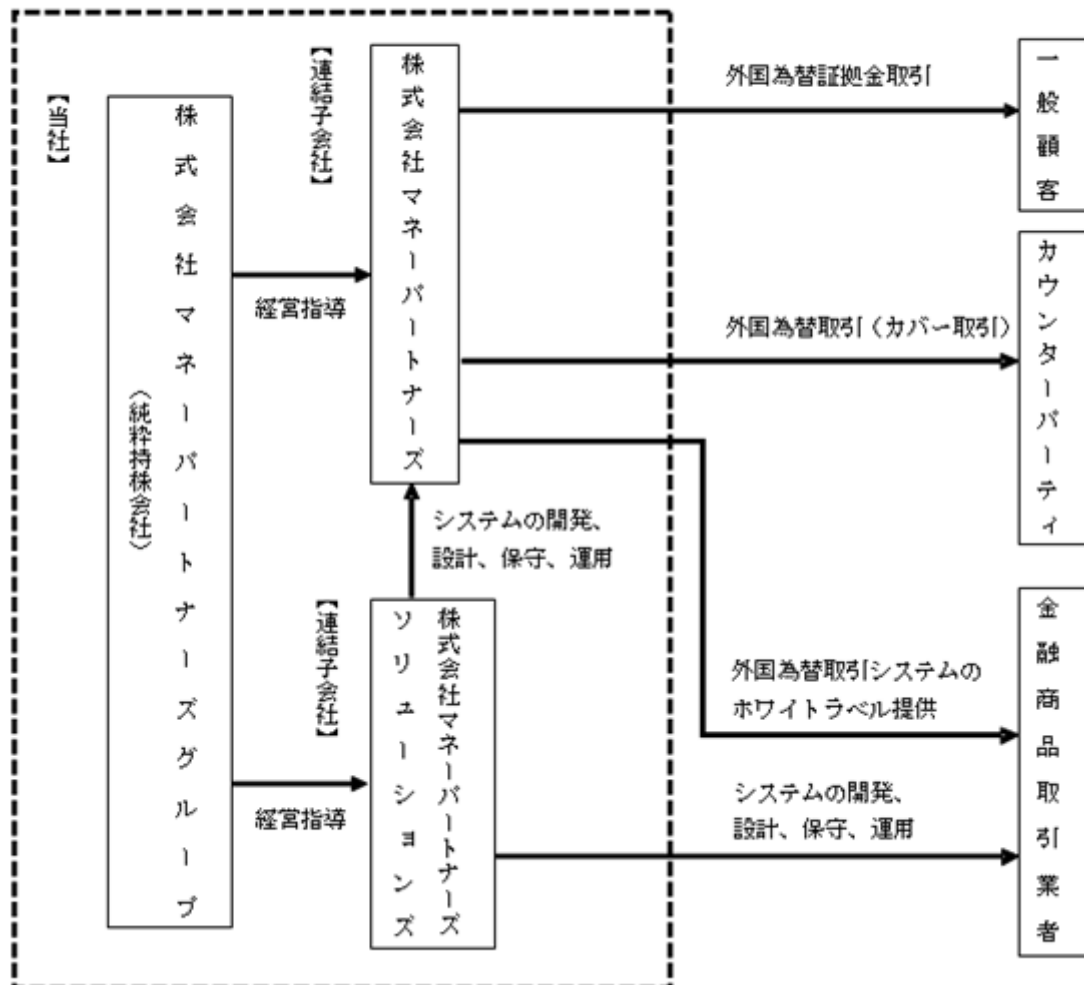 【当社】
株式会社マネーパートナーズグループ
（純粋持株会社）
経営指導
経営指導
【連結子会社】
株式会社マネーパートナーズ
システムの開発、
設計、保守、運用
【連結子会社】
株式会社マネーパートナーズ
ソリューションズ
外国為替証拠金取引
外国為替取引（カバー取引）
外国為替取引システムの
ホワイトラベル提供
システムの開発、
設計、保守、運用
一般顧客
カウンターパーティ
金融商品取引業者